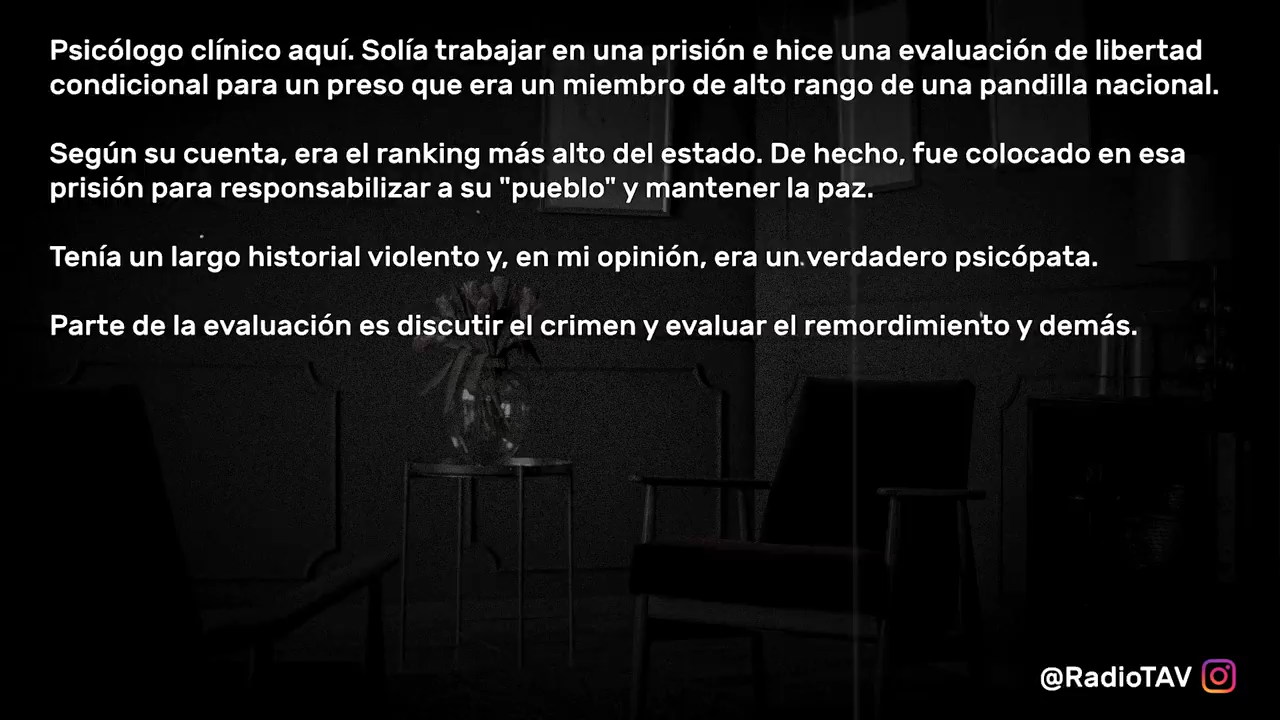 Psicólogo clínico aquí. Solía trabajar en una prisión e hice una evaluación de libertad
condicional para un preso que era un miembro de alto rango de una pandilla nacional.
Según su cuenta, era el ranking más alto del estado. De hecho, fue colocado en esa
prisión para responsabilizar a su "pueblo" y mantener la paz.
Tenía un largo historial violento y, en mi opinión, era un verdadero psicópata.
Parte de la evaluación es discutir el crimen y evaluar el remordimiento y demás.
@RadioTAV